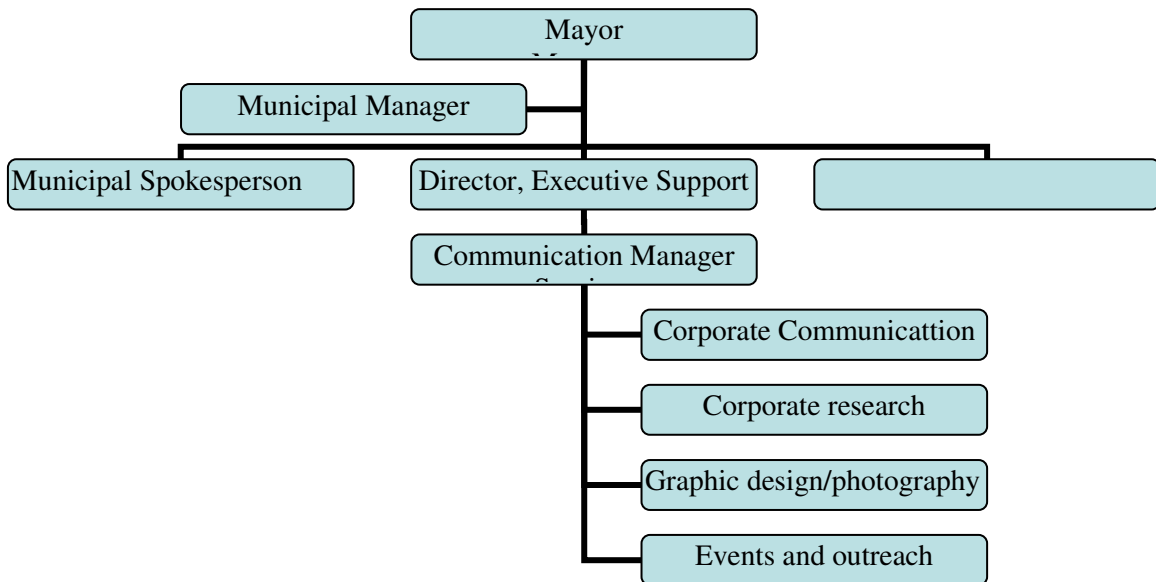 Mayor
Municipal Manager
Municipal Spokesperson
Director, Executive Support
Communication Manager
Corporate Communicattion
Corporate research
Graphic design/photography
Events and outreach